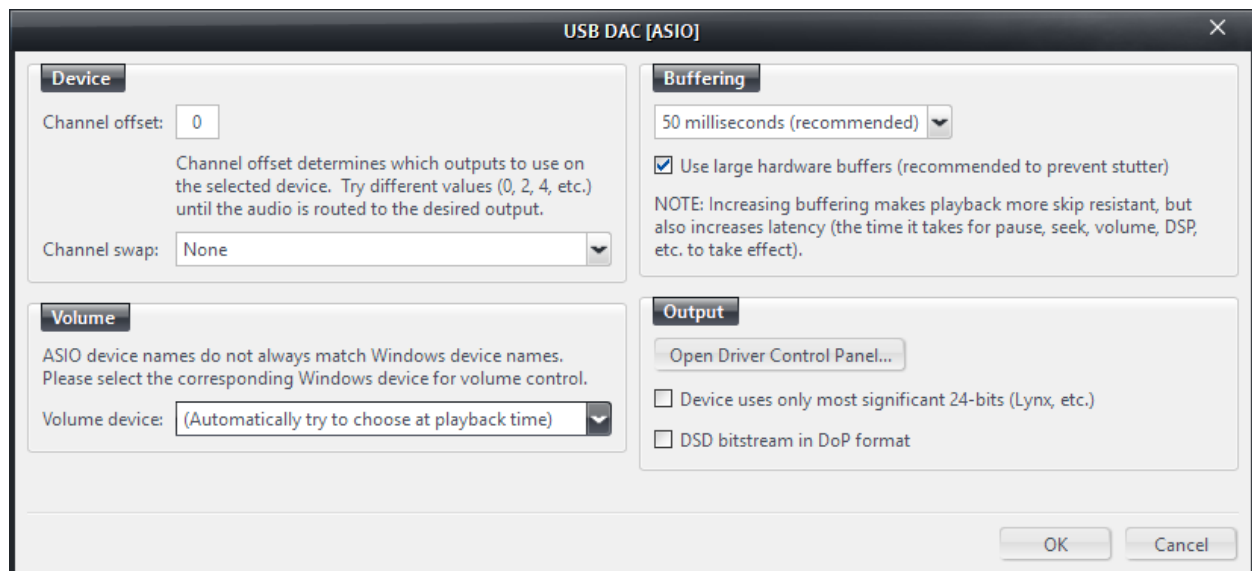 USB DAC [ASIO]
Device
Channel offset: 0
Channel offset determines which outputs to use on
the selected device.  Try different values (0, 2, 4, etc.)
until the audio is routed to the desired output.
Channel swap: None
Volume
ASIO device names do not always match Windows device names.
Please select the corresponding Windows device for volume control.
Volume device: (Automatically try to choose at playback time)
Buffering
50 milliseconds (recommended)
Use large hardware buffers (recommended to prevent stutter)
NOTE: Increasing buffering makes playback more skip resistant, but
also increases latency (the time it takes for pause, seek, volume, DSP,
etc. to take effect).
Output
Open Driver Control Panel...
Device uses only most significant 24-bits (Lynx, etc.)
DSD bitstream in DoP format
OK
Cancel